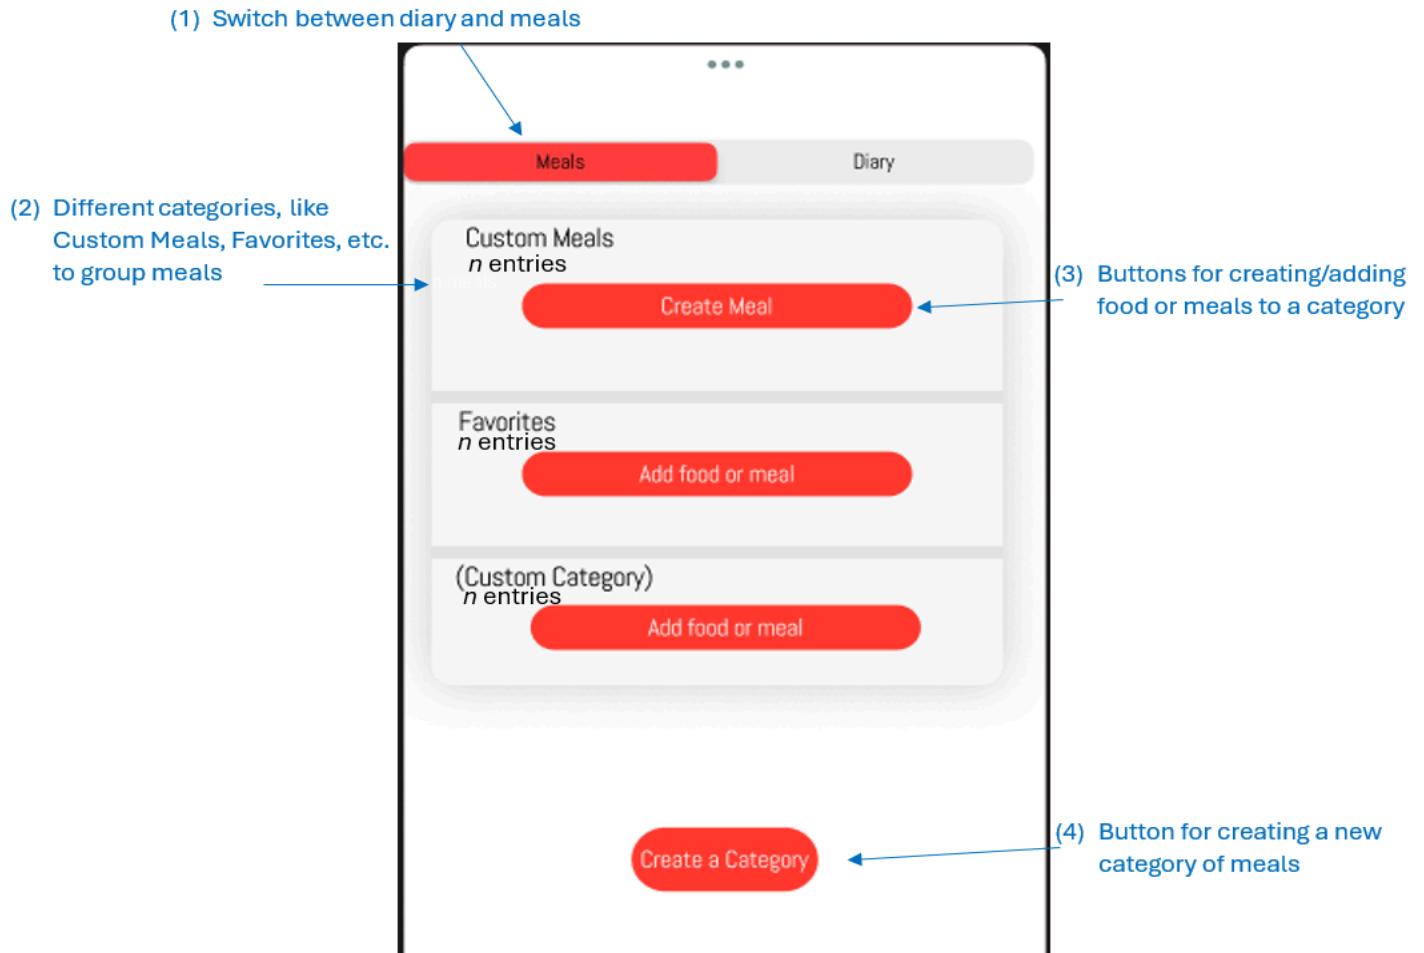 (1) Switch between diary and meals
Meals
Diary
(2) Different categories, like
Custom Meals, Favorites, etc.
to group meals
Custom Meals
n entries
(3) Buttons for creating/adding
food or meals to a category
Create Meal
Favorites
n entries
Add food or meal
(Custom Category)
n entries
Add food or meal
(4) Button for creating a new
category of meals
Create a Category